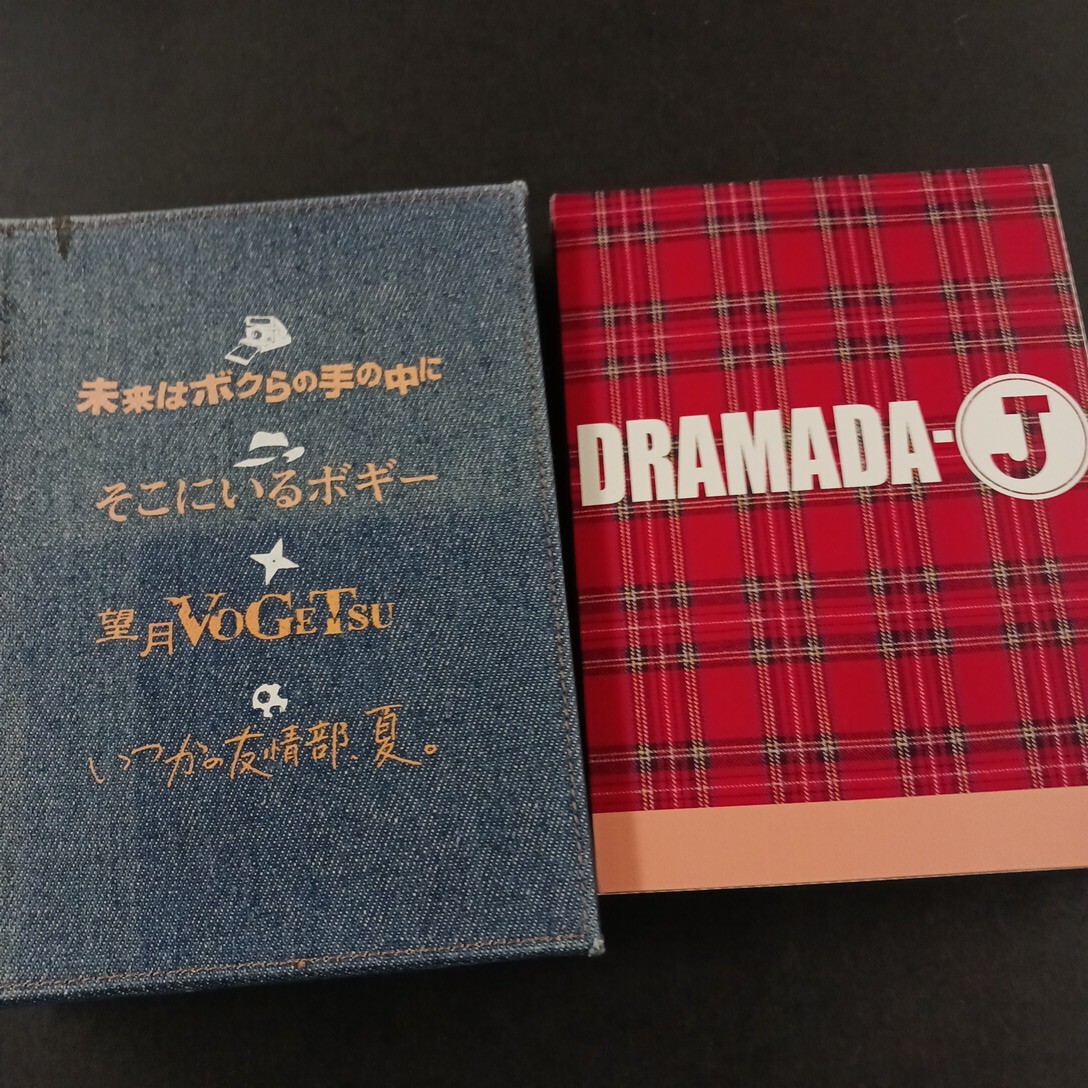 未来はボクらの手の中に
そこにいるボギー
望月VOGETSU
いつかの友情部、夏。
DRAMADA-J